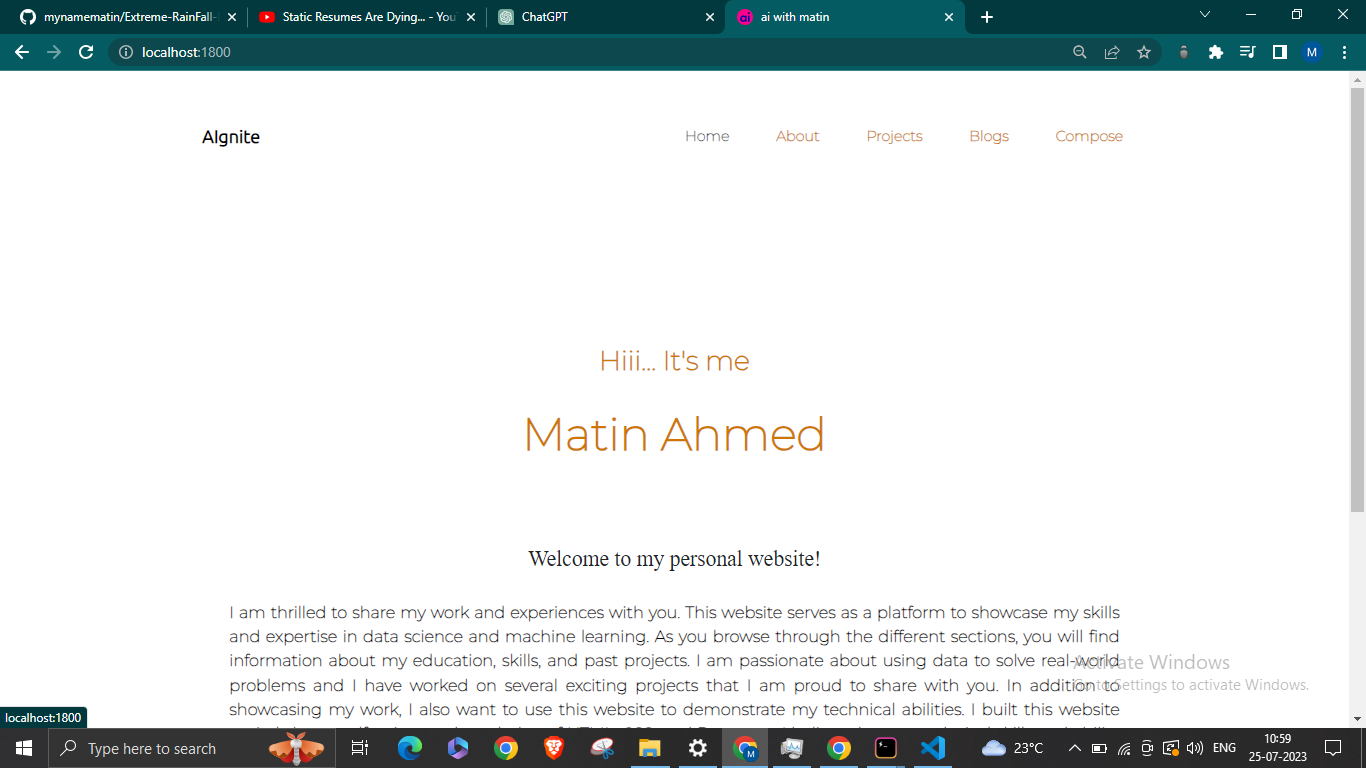 mynamematin/Extreme-RainFall-
Static Resumes Are Dying... - You
ChatGPT
ai with matin
localhost:1800
M
AIgnite
Home About Projects Blogs Compose
Hiii... It's me
Matin Ahmed
Welcome to my personal website!
I am thrilled to share my work and experiences with you. This website serves as a platform to showcase my skills
and expertise in data science and machine learning. As you browse through the different sections, you will find
information about my education, skills, and past projects. I am passionate about using data to solve real-world
problems and I have worked on several exciting projects that I am proud to share with you. In addition to
showcasing my work, I also want to use this website to demonstrate my technical abilities. I built this website
Activate Windows
Go to Settings to activate Windows.
localhost:1800
Type here to search
23°C
ENG
10:59
25-07-2023